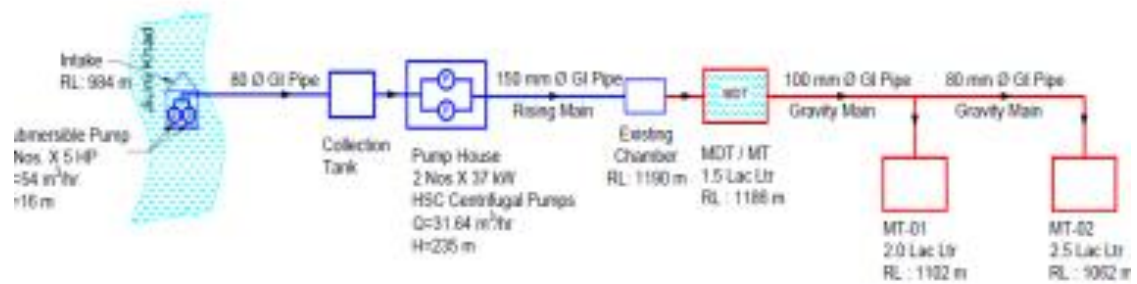 Intake
RL: 984 m
80 Ø GI Pipe
ubmersible Pump
Nos. X 5 HP
=54 m³/hr
=16 m
Collection
Tank
P
P
Pump House
2 Nos X 37 kW
HSC Centrifugal Pumps
Q=31.64 m³/hr
H=235 m
150 mm Ø GI Pipe
Rising Main
Existing
Chamber
RL: 1190 m
MDT
MDT / MT
1.5 Lac Ltr
RL : 1186 m
100 mm Ø GI Pipe
Gravity Main
80 mm Ø GI Pipe
Gravity Main
MT-01
2.0 Lac Ltr
RL : 1102 m
MT-02
2.5 Lac Ltr
RL : 1062 m